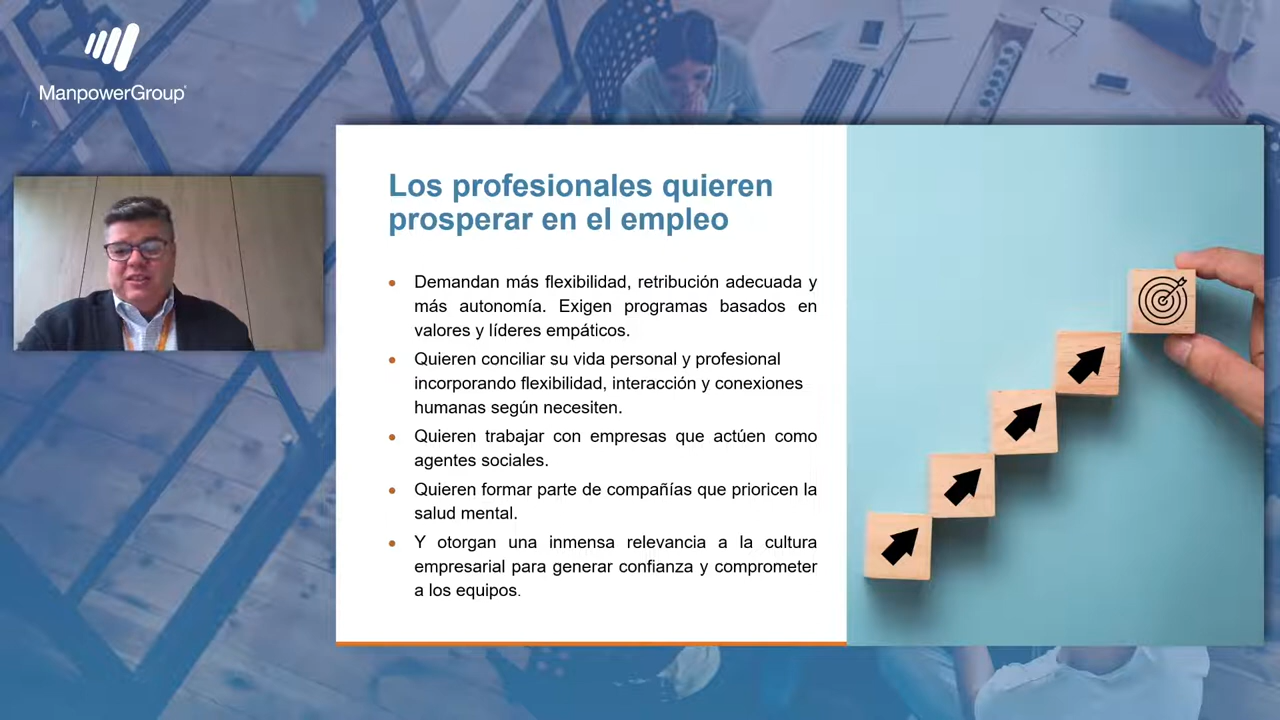 ManpowerGroup
Los profesionales quieren
prosperar en el empleo
• Demandan más flexibilidad, retribución adecuada y
más autonomía. Exigen programas basados en
valores y líderes empáticos.
• Quieren conciliar su vida personal y profesional
incorporando flexibilidad, interacción y conexiones
humanas según necesiten.
• Quieren trabajar con empresas que actúen como
agentes sociales.
• Quieren formar parte de compañías que prioricen la
salud mental.
• Y otorgan una inmensa relevancia a la cultura
empresarial para generar confianza y comprometer
a los equipos.